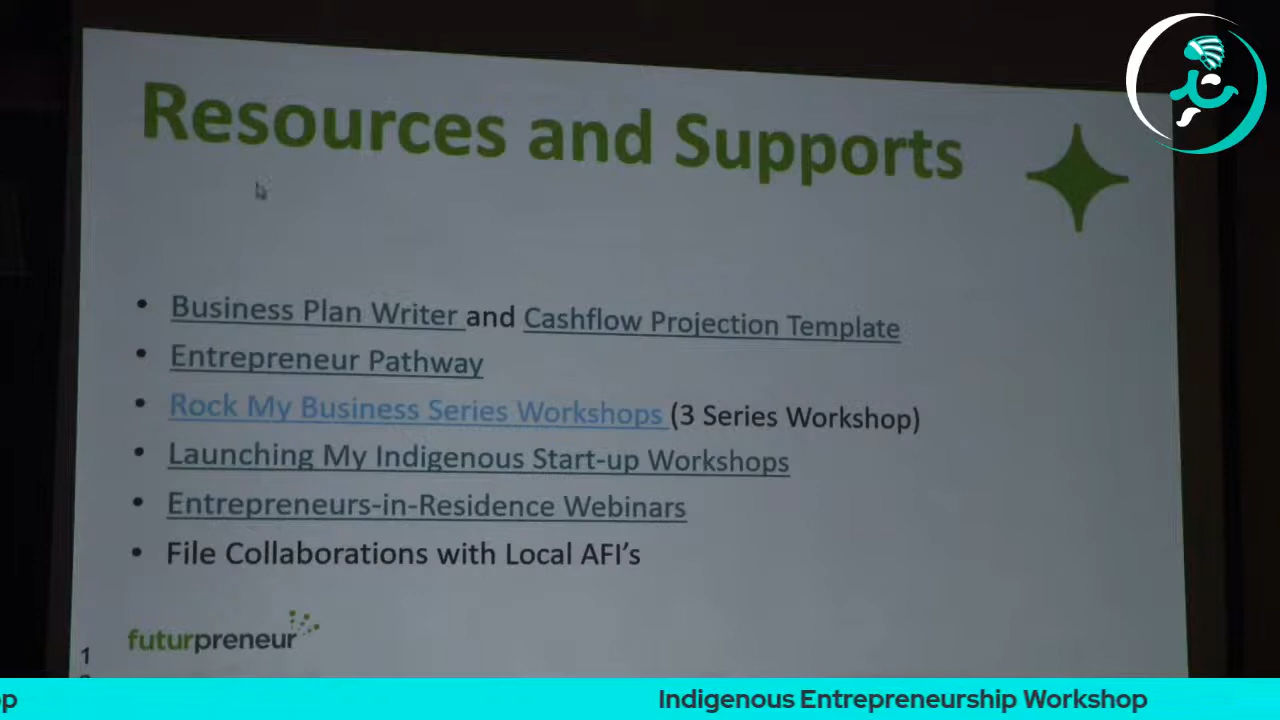 Resources and Supports
• Business Plan Writer and Cashflow Projection Template
• Entrepreneur Pathway
• Rock My Business Series Workshops (3 Series Workshop)
• Launching My Indigenous Start-up Workshops
• Entrepreneurs-in-Residence Webinars
• File Collaborations with Local AFI's
futurpreneur
1
Indigenous Entrepreneurship Workshop